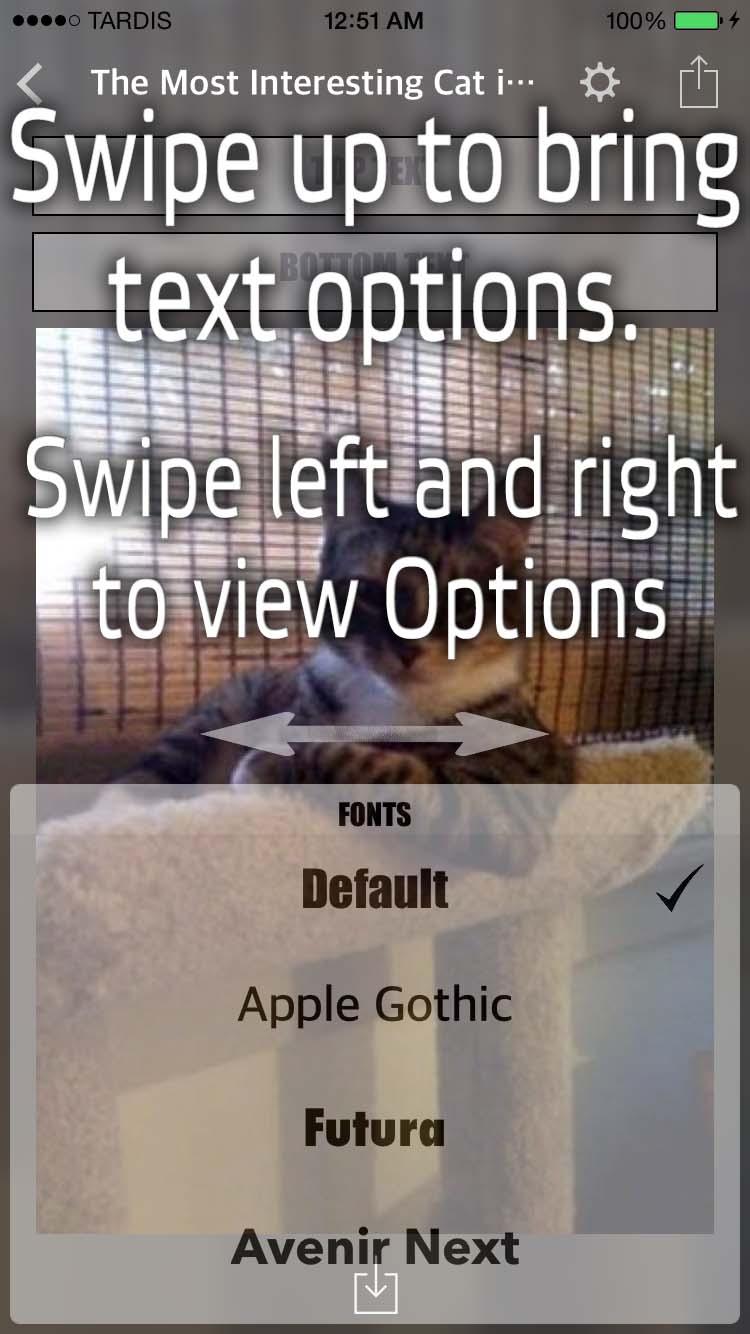 TARDIS 12:51 AM 100%
The Most Interesting Cat i...
TOP TEXT
Swipe up to bring
BOTTOM TEXT
text options.
Swipe left and right
to view Options
FONTS
Default
Apple Gothic
Futura
Avenir Next